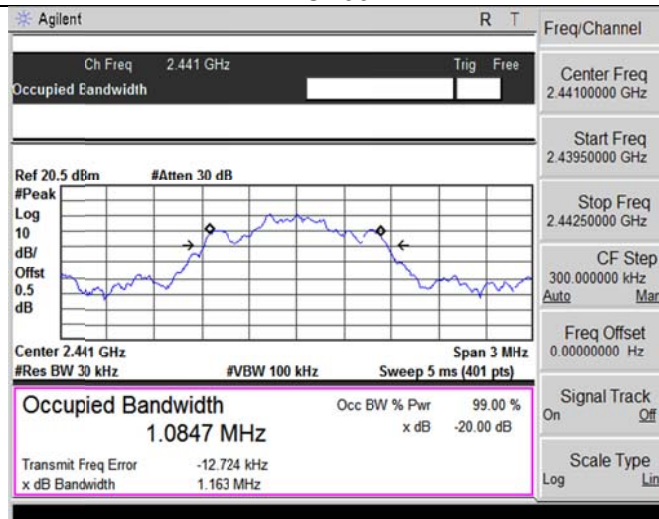 Agilent R T
Freq/Channel
Ch Freq 2.441 GHz Trig Free
Occupied Bandwidth
Center Freq
2.44100000 GHz
Start Freq
2.43950000 GHz
Stop Freq
2.44250000 GHz
CF Step
300.000000 kHz
Auto Man
Freq Offset
0.00000000 Hz
Signal Track
On Off
Scale Type
Log Lin
Ref 20.5 dBm #Atten 30 dB
#Peak
Log
10
dB/
Offst
0.5
dB
Center 2.441 GHz Span 3 MHz
#Res BW 30 kHz #VBW 100 kHz Sweep 5 ms (401 pts)
Occupied Bandwidth Occ BW % Pwr 99.00 %
1.0847 MHz x dB -20.00 dB
Transmit Freq Error -12.724 kHz
x dB Bandwidth 1.163 MHz